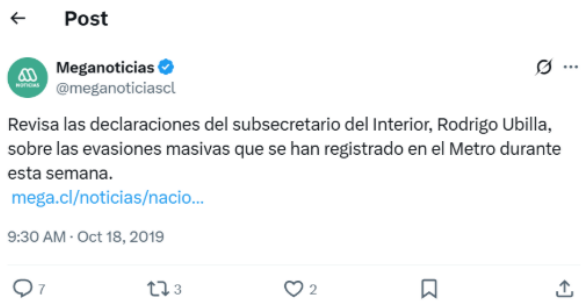 Post
Meganoticias
@meganoticiascl
Revisa las declaraciones del subsecretario del Interior, Rodrigo Ubilla,
sobre las evasiones masivas que se han registrado en el Metro durante
esta semana.
mega.cl/noticias/nacio...
9:30 AM · Oct 18, 2019
7 3 2